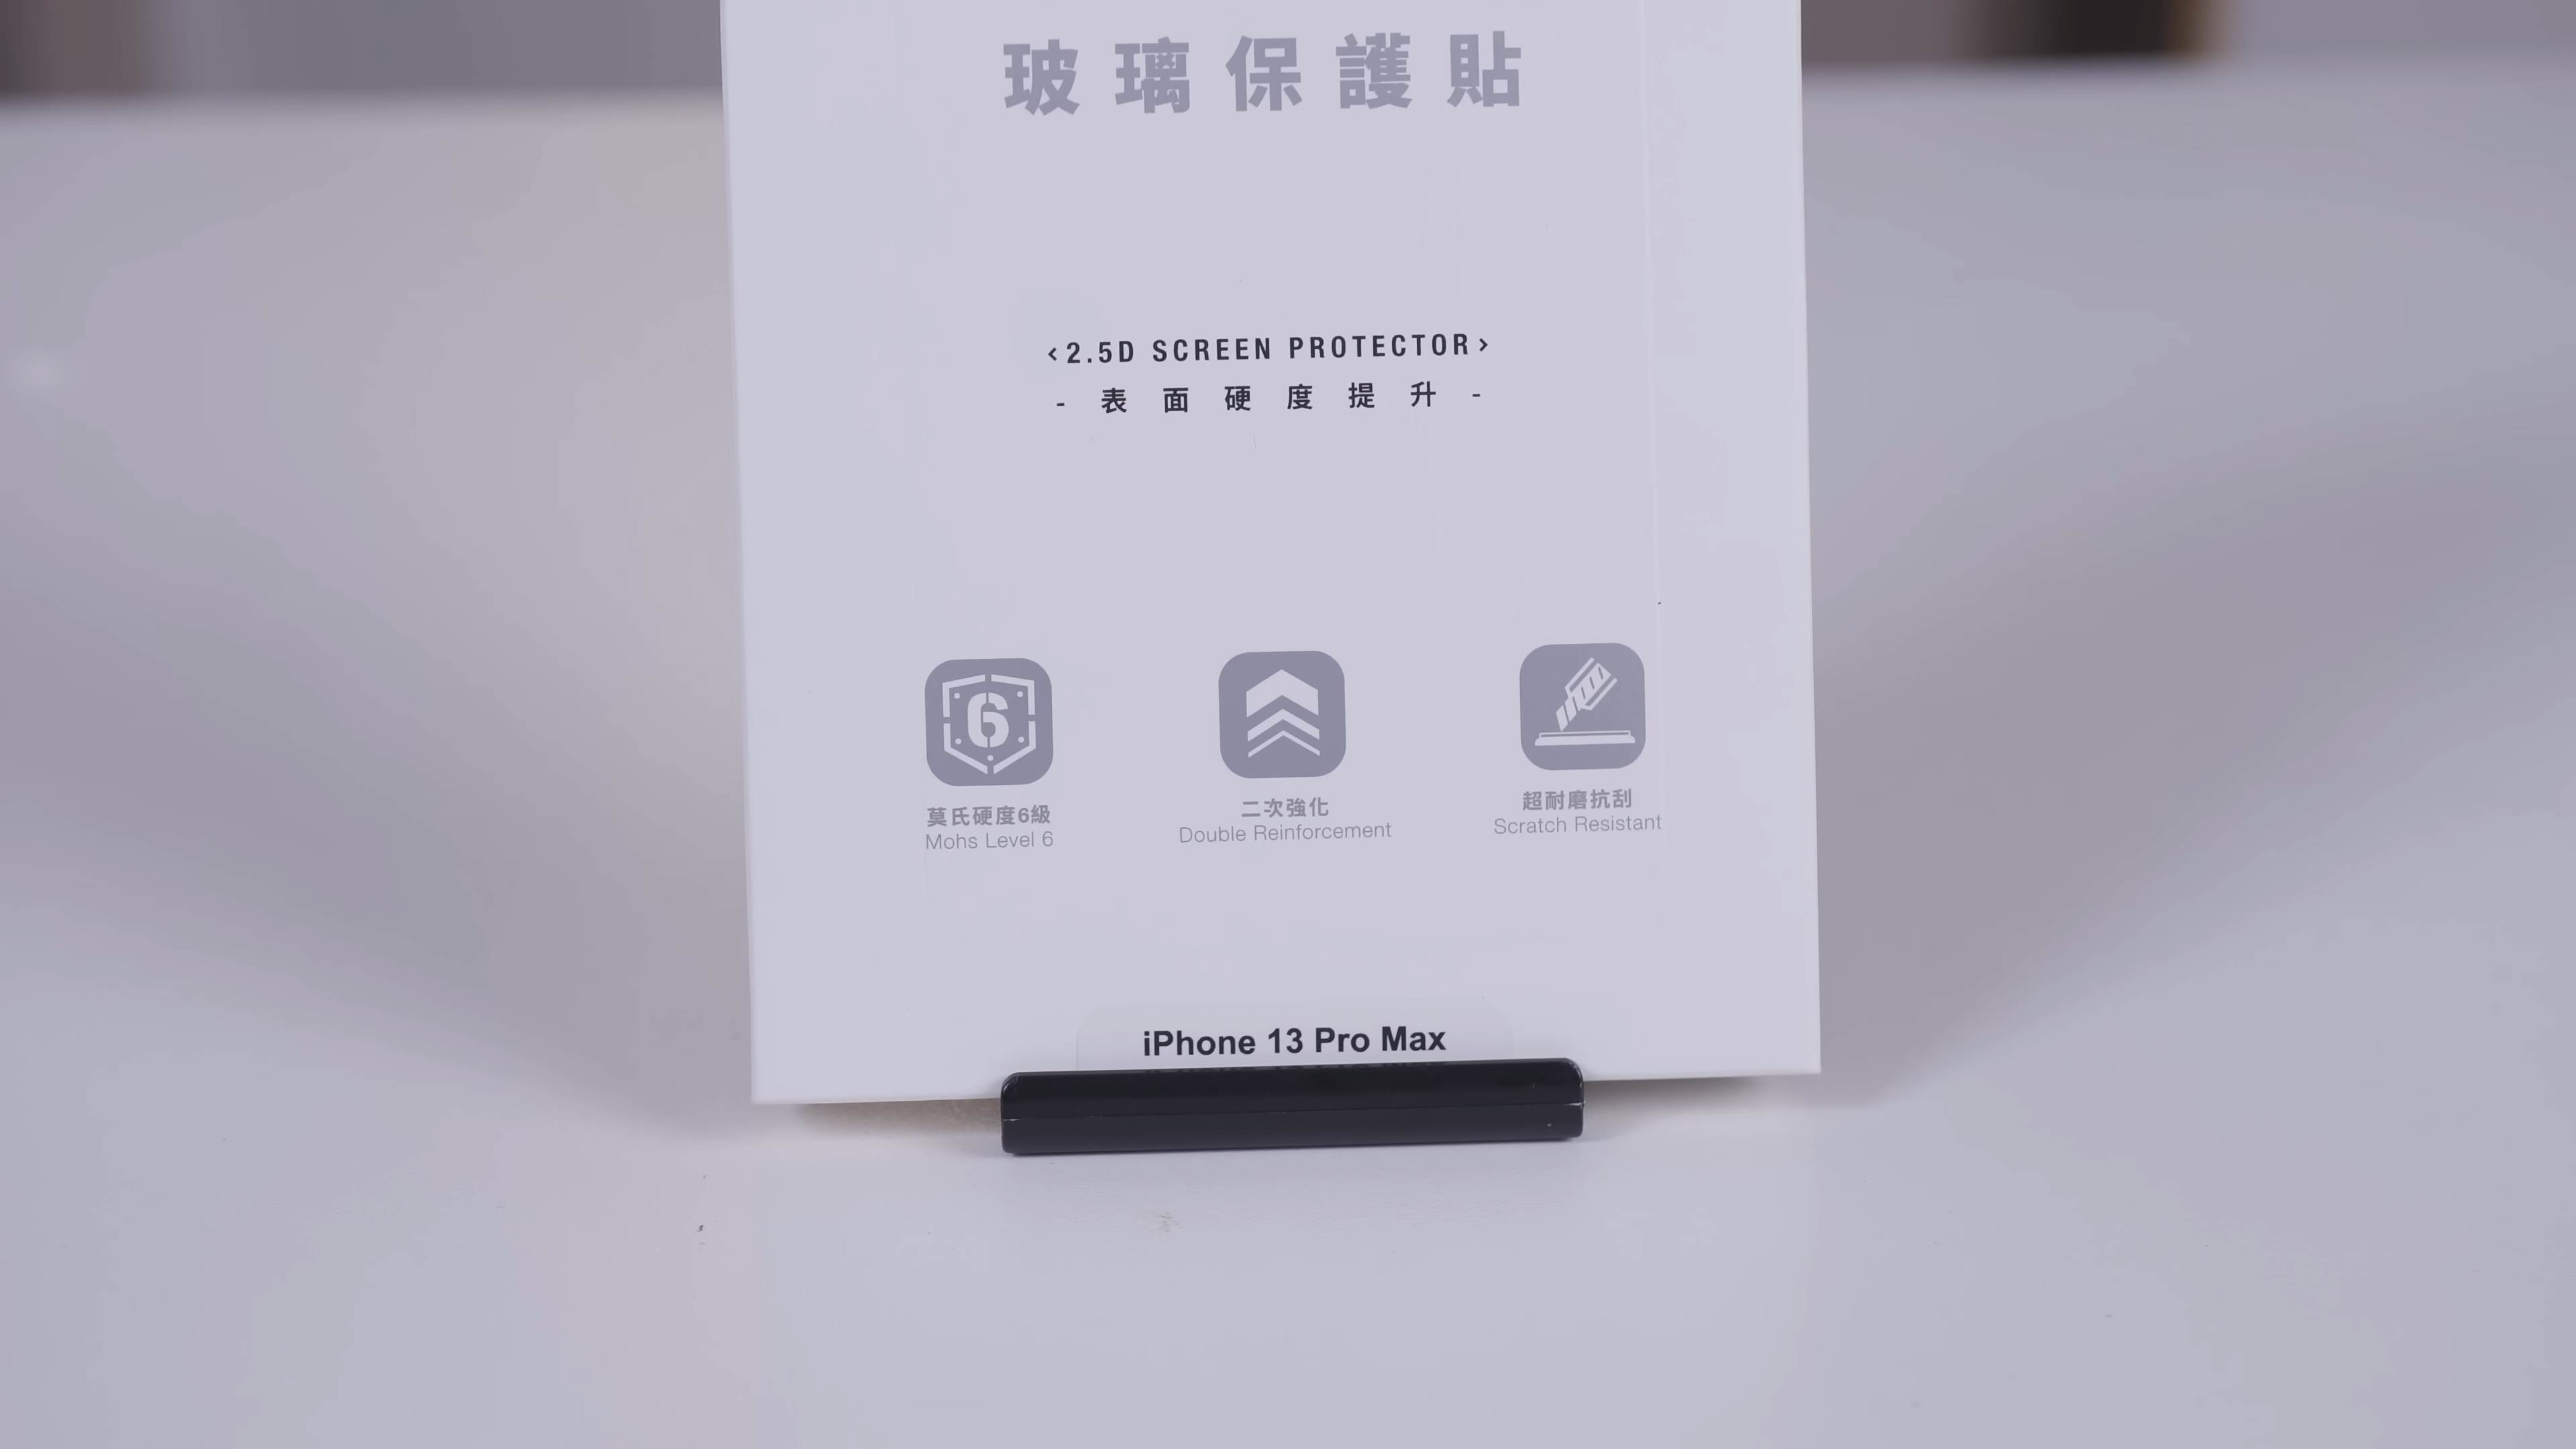 玻璃保護貼
‹2.5D SCREEN PROTECTOR›
- 表面硬度提升 -
6
莫氏硬度6級
Mohs Level 6
二次強化
Double Reinforcement
超耐磨抗刮
Scratch Resistant
iPhone 13 Pro Max